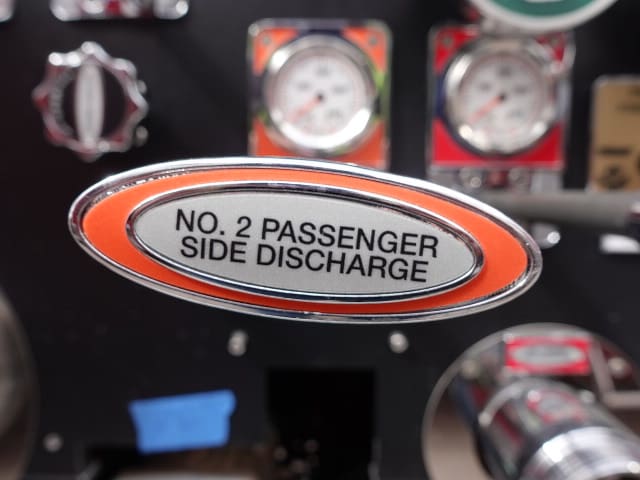 NO. 2 PASSENGER
SIDE DISCHARGE